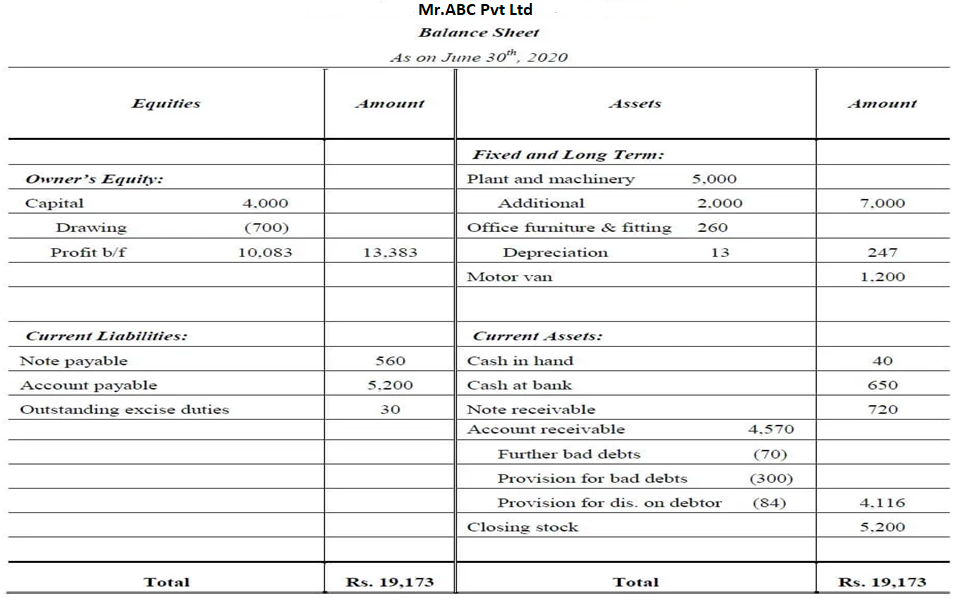 Mr.ABC Pvt Ltd
Balance Sheet
As on June 30th, 2020
Equities Amount Assets Amount
Fixed and Long Term:
Owner's Equity: Plant and machinery 5,000
Capital 4,000 Additional 2,000 7,000
Drawing (700) Office furniture & fitting 260
Profit b/f 10,083 13,383 Depreciation 13 247
Motor van 1,200
Current Liabilities: Current Assets:
Note payable 560 Cash in hand 40
Account payable 5,200 Cash at bank 650
Outstanding excise duties 30 Note receivable 720
Account receivable 4,570
Further bad debts (70)
Provision for bad debts (300)
Provision for dis. on debtor (84) 4,116
Closing stock 5,200
Total Rs. 19,173 Total Rs. 19,173